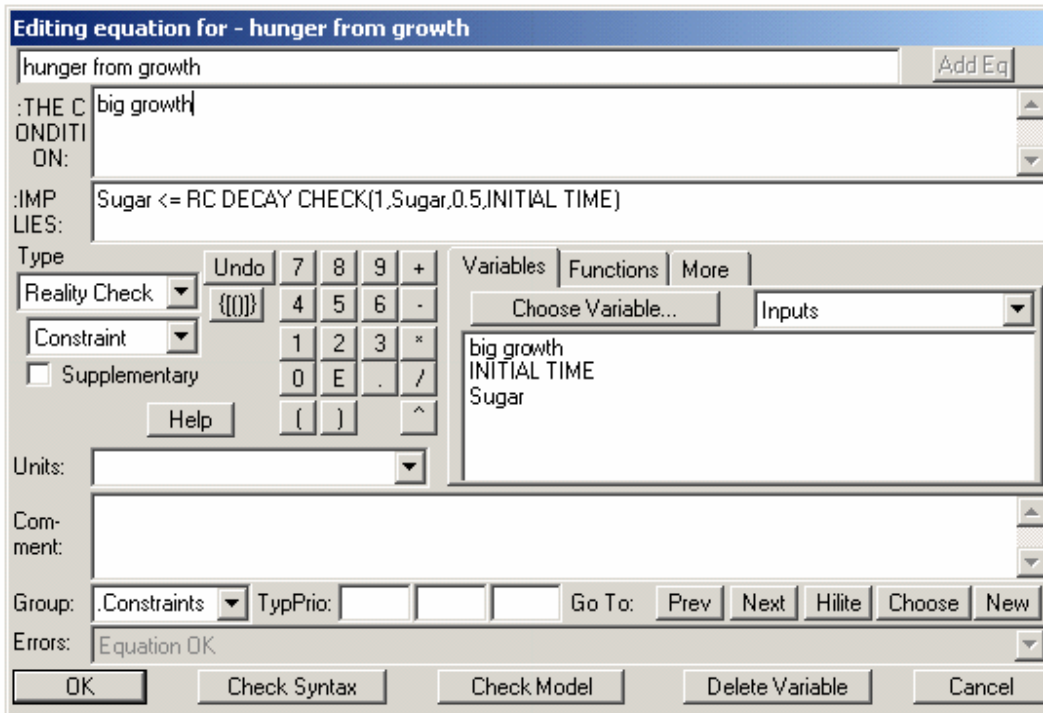 Editing equation for - hunger from growth
hunger from growth
Add Eq
:THE C
ONDITI
ON:
big growth
:IMP
LIES:
Sugar <= RC DECAY CHECK(1,Sugar,0.5,INITIAL TIME)
Type
Reality Check
Constraint
Supplementary
Help
Undo 7 8 9 +
{[()]} 4 5 6 -
1 2 3 *
0 E . /
( ) ^
Variables Functions More
Choose Variable... Inputs
big growth
INITIAL TIME
Sugar
Units:
Com-
ment:
Group: .Constraints TypPrio: Go To: Prev Next Hilite Choose New
Errors: Equation OK
OK Check Syntax Check Model Delete Variable Cancel